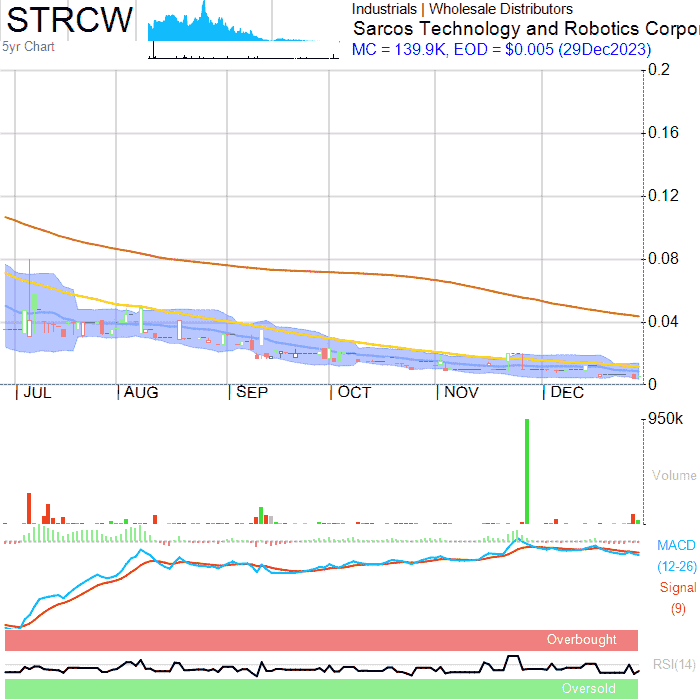 STRCW
5yr Chart
Industrials | Wholesale Distributors
Sarcos Technology and Robotics Corpor
MC = 139.9K, EOD = $0.005 (29Dec2023)
0.2
0.16
0.12
0.08
0.04
0
JUL AUG SEP OCT NOV DEC
950k
Volume
MACD
(12-26)
Signal
(9)
Overbought
RSI(14)
Oversold